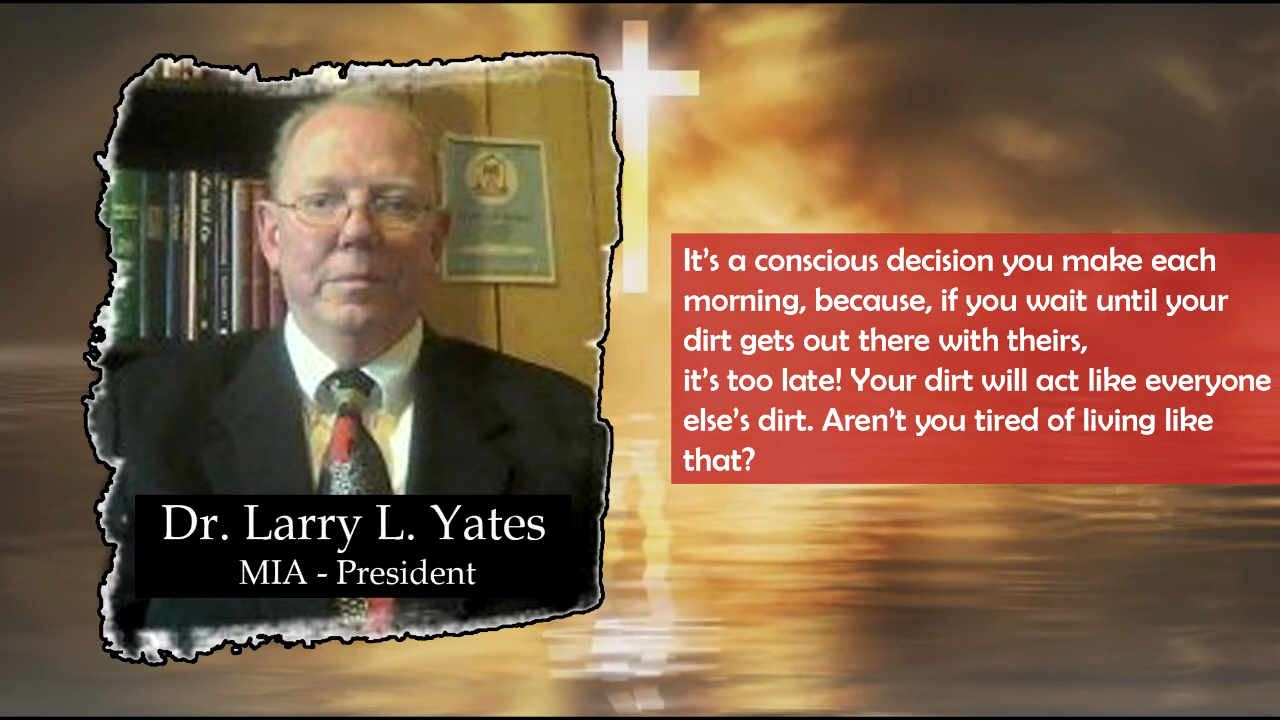 Dr. Larry L. Yates
MIA - President
It’s a conscious decision you make each
morning, because, if you wait until your
dirt gets out there with theirs,
it’s too late! Your dirt will act like everyone
else’s dirt. Aren’t you tired of living like
that?